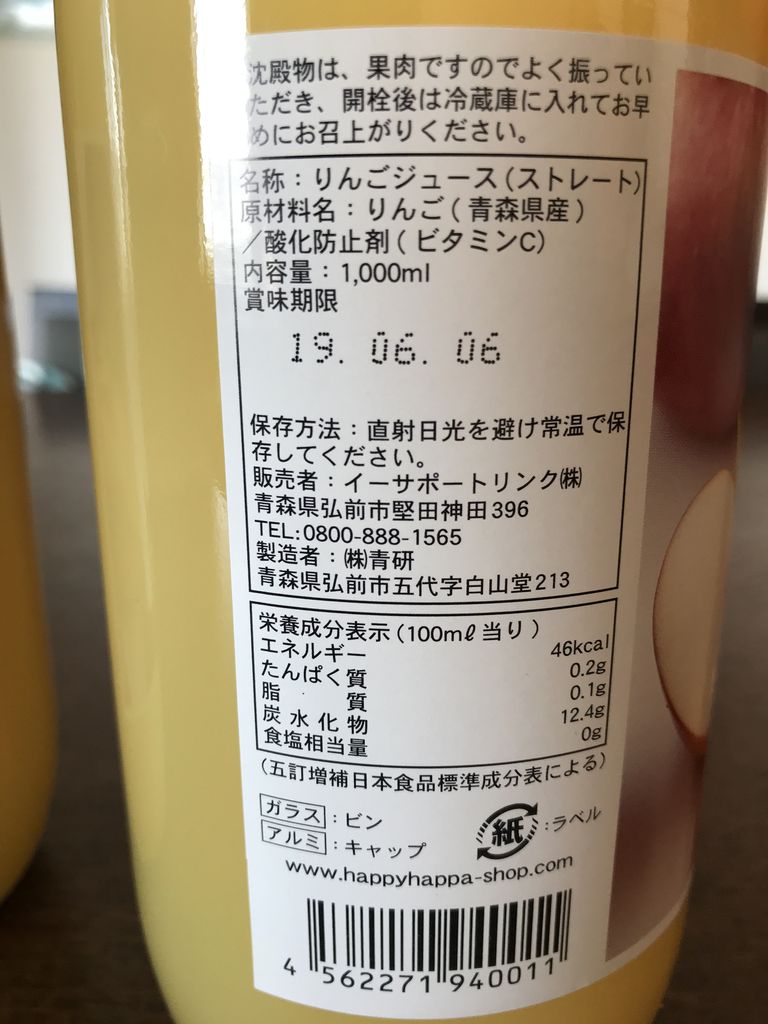 沈殿物は、果肉ですのでよく振ってい
ただき、開栓後は冷蔵庫に入れてお早
めにお召上がりください。
名称：りんごジュース(ストレート)
原材料名：りんご(青森県産)
／酸化防止剤(ビタミンC)
内容量：1,000ml
賞味期限
19. 06. 06
保存方法：直射日光を避け常温で保
存してください。
販売者：イーサポートリンク㈱
青森県弘前市堅田神田396
TEL:0800-888-1565
製造者：㈱青研
青森県弘前市五代字白山堂213
栄養成分表示(100mℓ当り)
エネルギー 46kcal
たんぱく質 0.2g
脂質 0.1g
炭水化物 12.4g
食塩相当量 0g
(五訂増補日本食品標準成分表による)
ガラス：ビン
アルミ：キャップ
紙：ラベル
www.happyhappa-shop.com
4 562271 940011